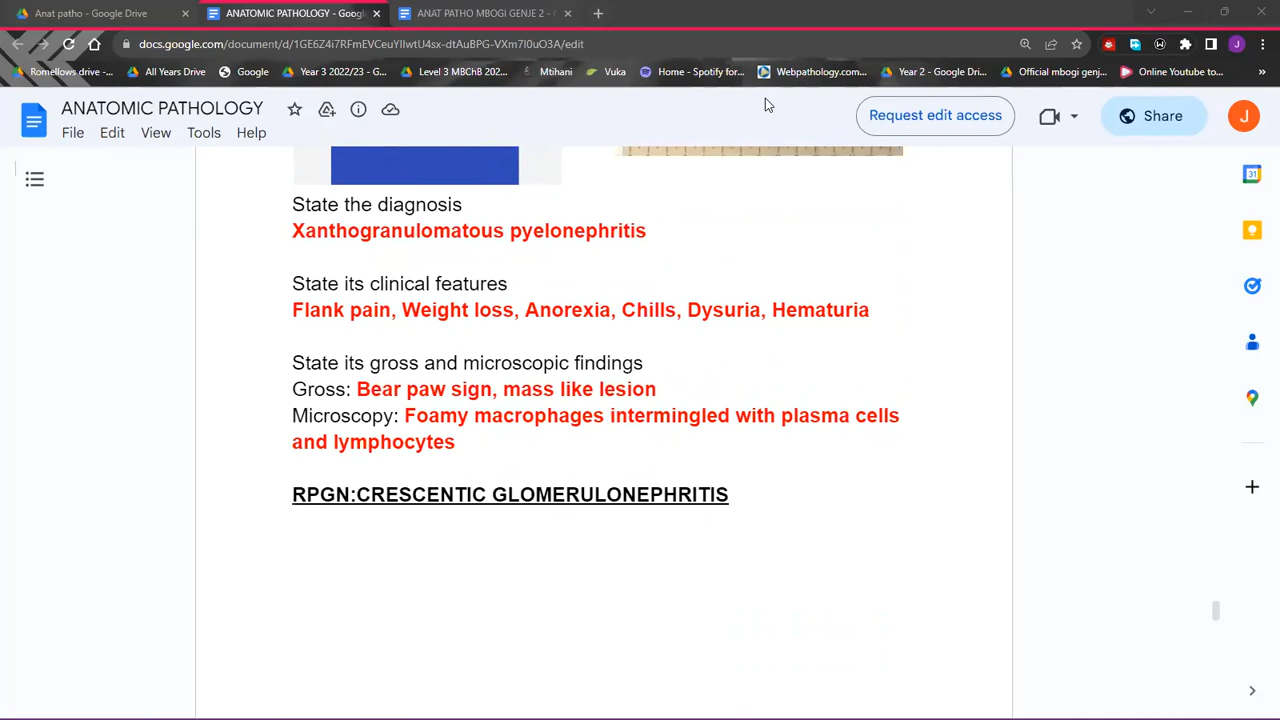 Anat patho - Google Drive
ANATOMIC PATHOLOGY - Googl
ANAT PATHO MBOGI GENJE 2 -
docs.google.com/document/d/1GE6Z4i7RFmEVCeuYIlwtU4sx-dtAuBPG-VXm7l0uO3A/edit
Romellows drive -...
All Years Drive
Google
Year 3 2022/23 - G...
Level 3 MBChB 202...
Mtihani
Vuka
Home - Spotify for...
Webpathology.com...
Year 2 - Google Dri...
Official mbogi genj...
Online Youtube to...
ANATOMIC PATHOLOGY
File Edit View Tools Help
Request edit access
Share
J
State the diagnosis
Xanthogranulomatous pyelonephritis
State its clinical features
Flank pain, Weight loss, Anorexia, Chills, Dysuria, Hematuria
State its gross and microscopic findings
Gross: Bear paw sign, mass like lesion
Microscopy: Foamy macrophages intermingled with plasma cells
and lymphocytes
RPGN:CRESCENTIC GLOMERULONEPHRITIS